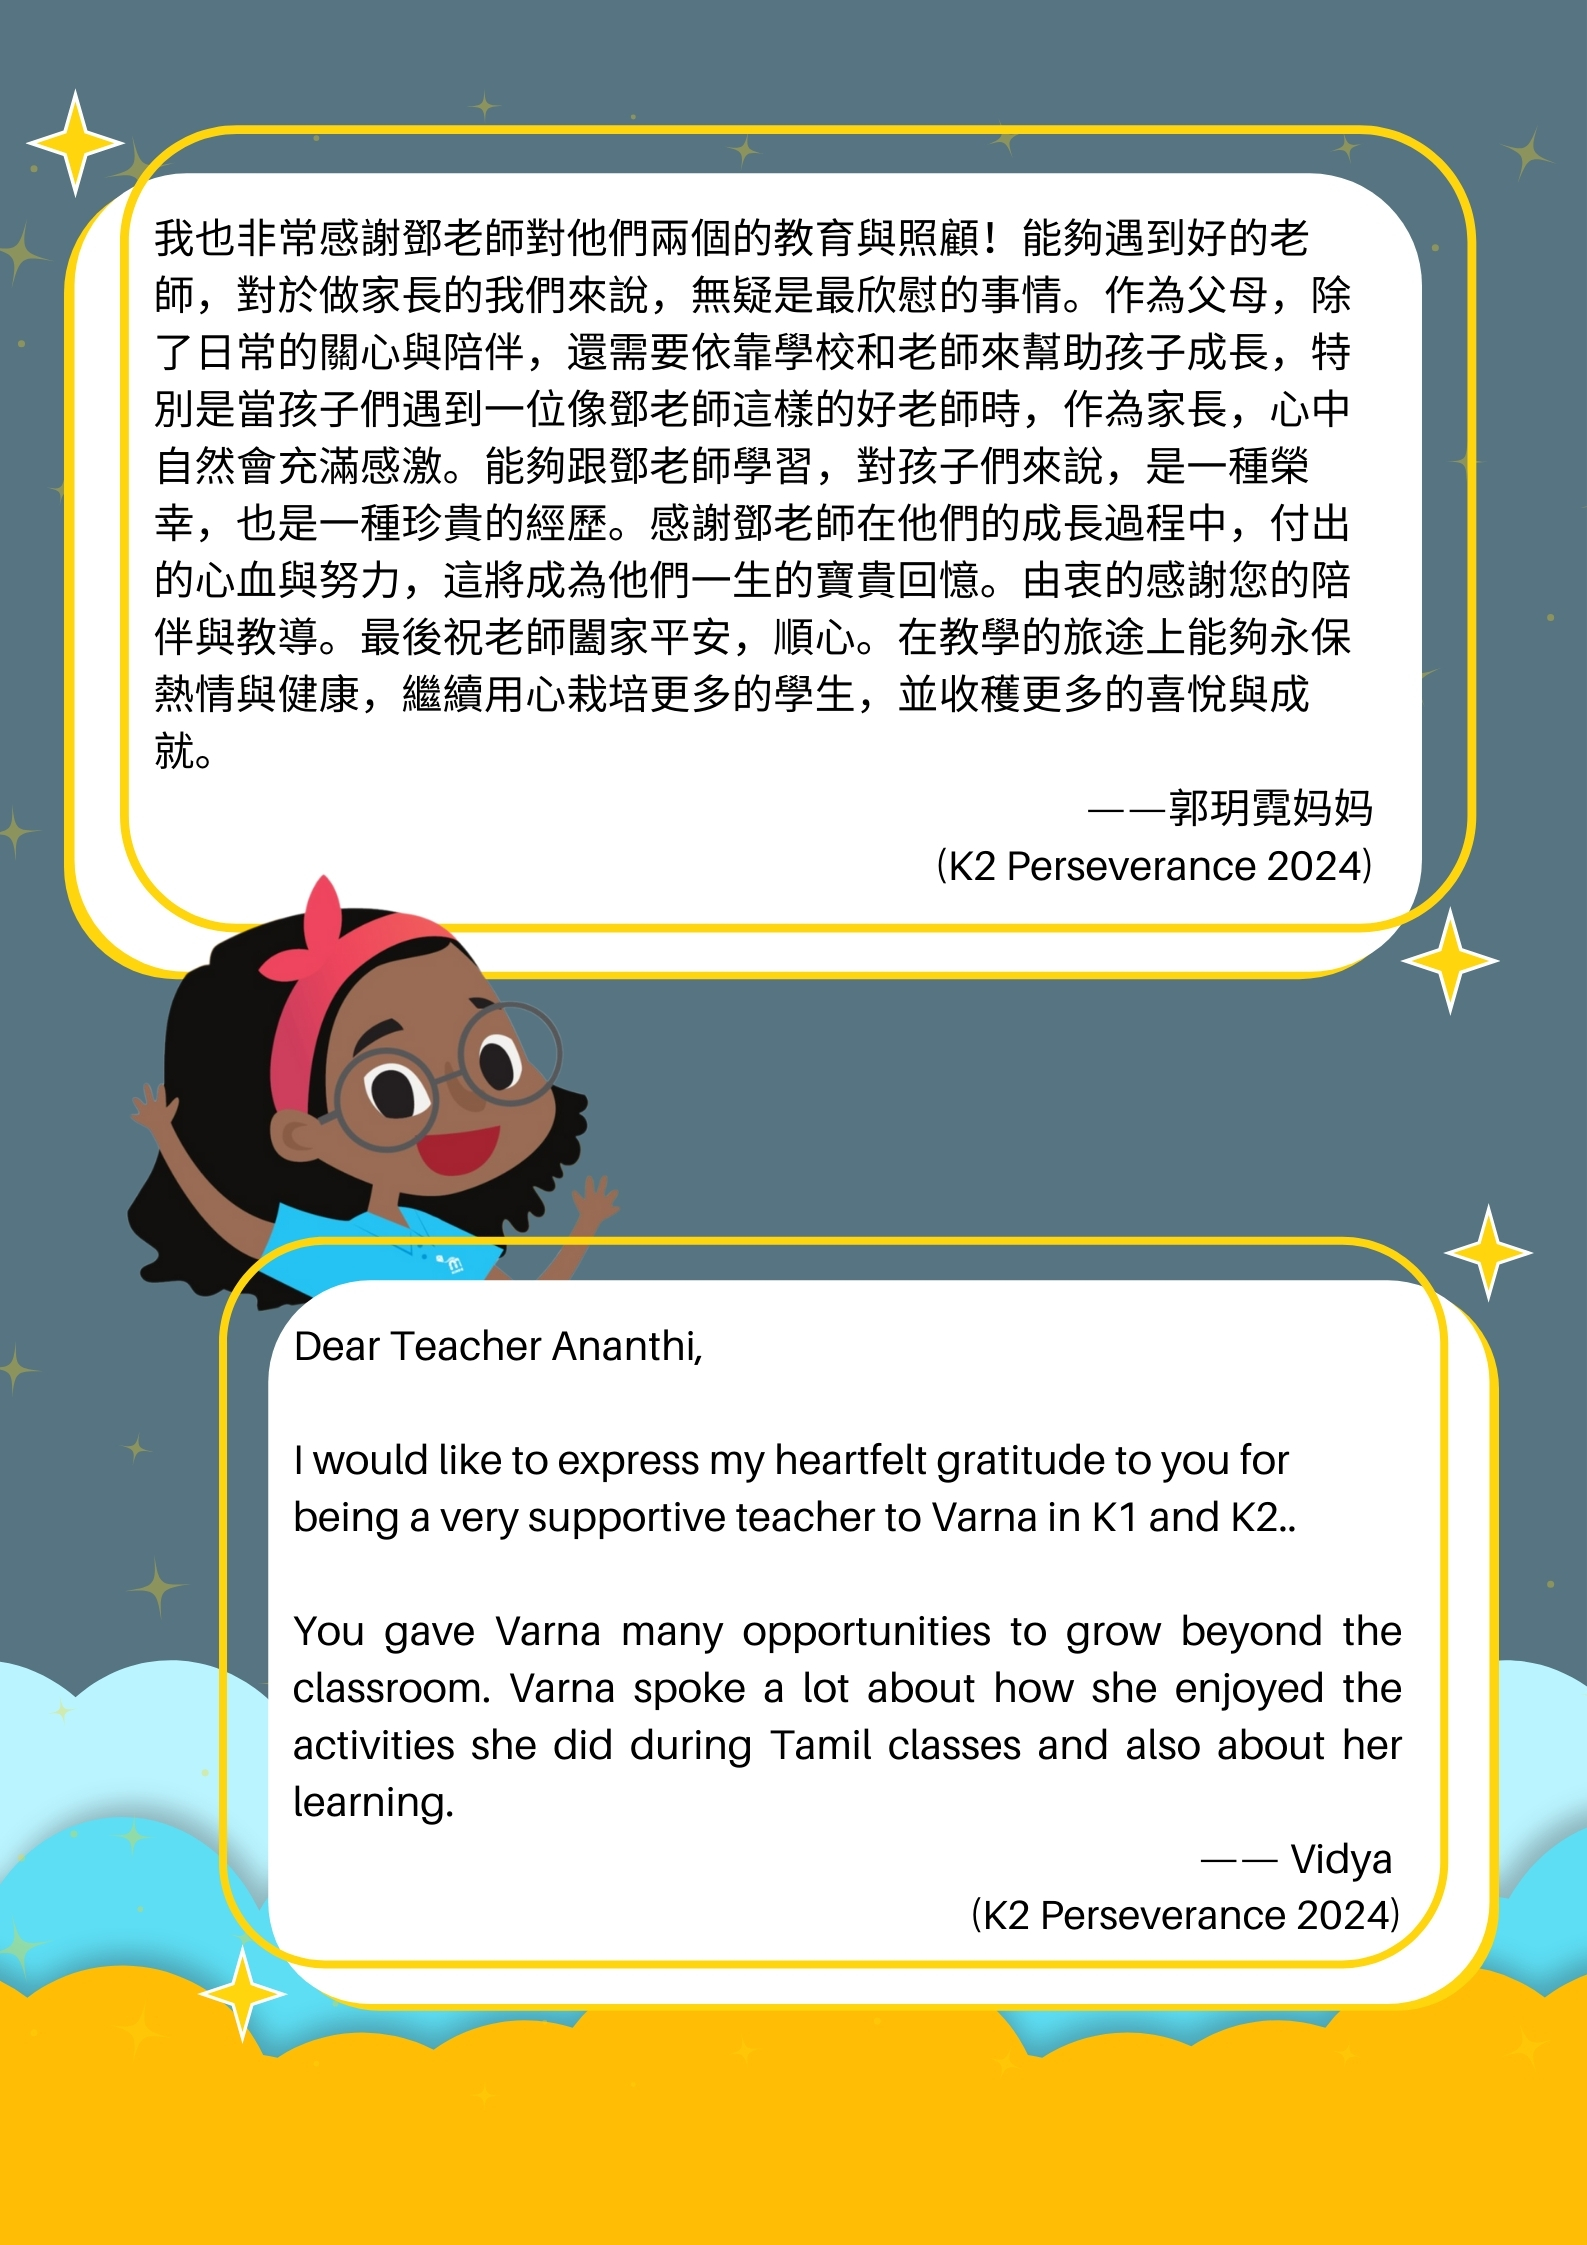 我也非常感謝鄧老師對他們兩個的教育與照顧！能夠遇到好的老
師，對於做家長的我們來說，無疑是最欣慰的事情。作為父母，除
了日常的關心與陪伴，還需要依靠學校和老師來幫助孩子成長，特
別是當孩子們遇到一位像鄧老師這樣的好老師時，作為家長，心中
自然會充滿感激。能夠跟鄧老師學習，對孩子們來說，是一種榮
幸，也是一種珍貴的經歷。感謝鄧老師在他們的成長過程中，付出
的心血與努力，這將成為他們一生的寶貴回憶。由衷的感謝您的陪
伴與教導。最後祝老師闔家平安，順心。在教學的旅途上能夠永保
熱情與健康，繼續用心栽培更多的學生，並收穫更多的喜悅與成
就。
——郭玥霓妈妈
(K2 Perseverance 2024)
Dear Teacher Ananthi,
I would like to express my heartfelt gratitude to you for
being a very supportive teacher to Varna in K1 and K2..
You gave Varna many opportunities to grow beyond the
classroom. Varna spoke a lot about how she enjoyed the
activities she did during Tamil classes and also about her
learning.
—— Vidya
(K2 Perseverance 2024)